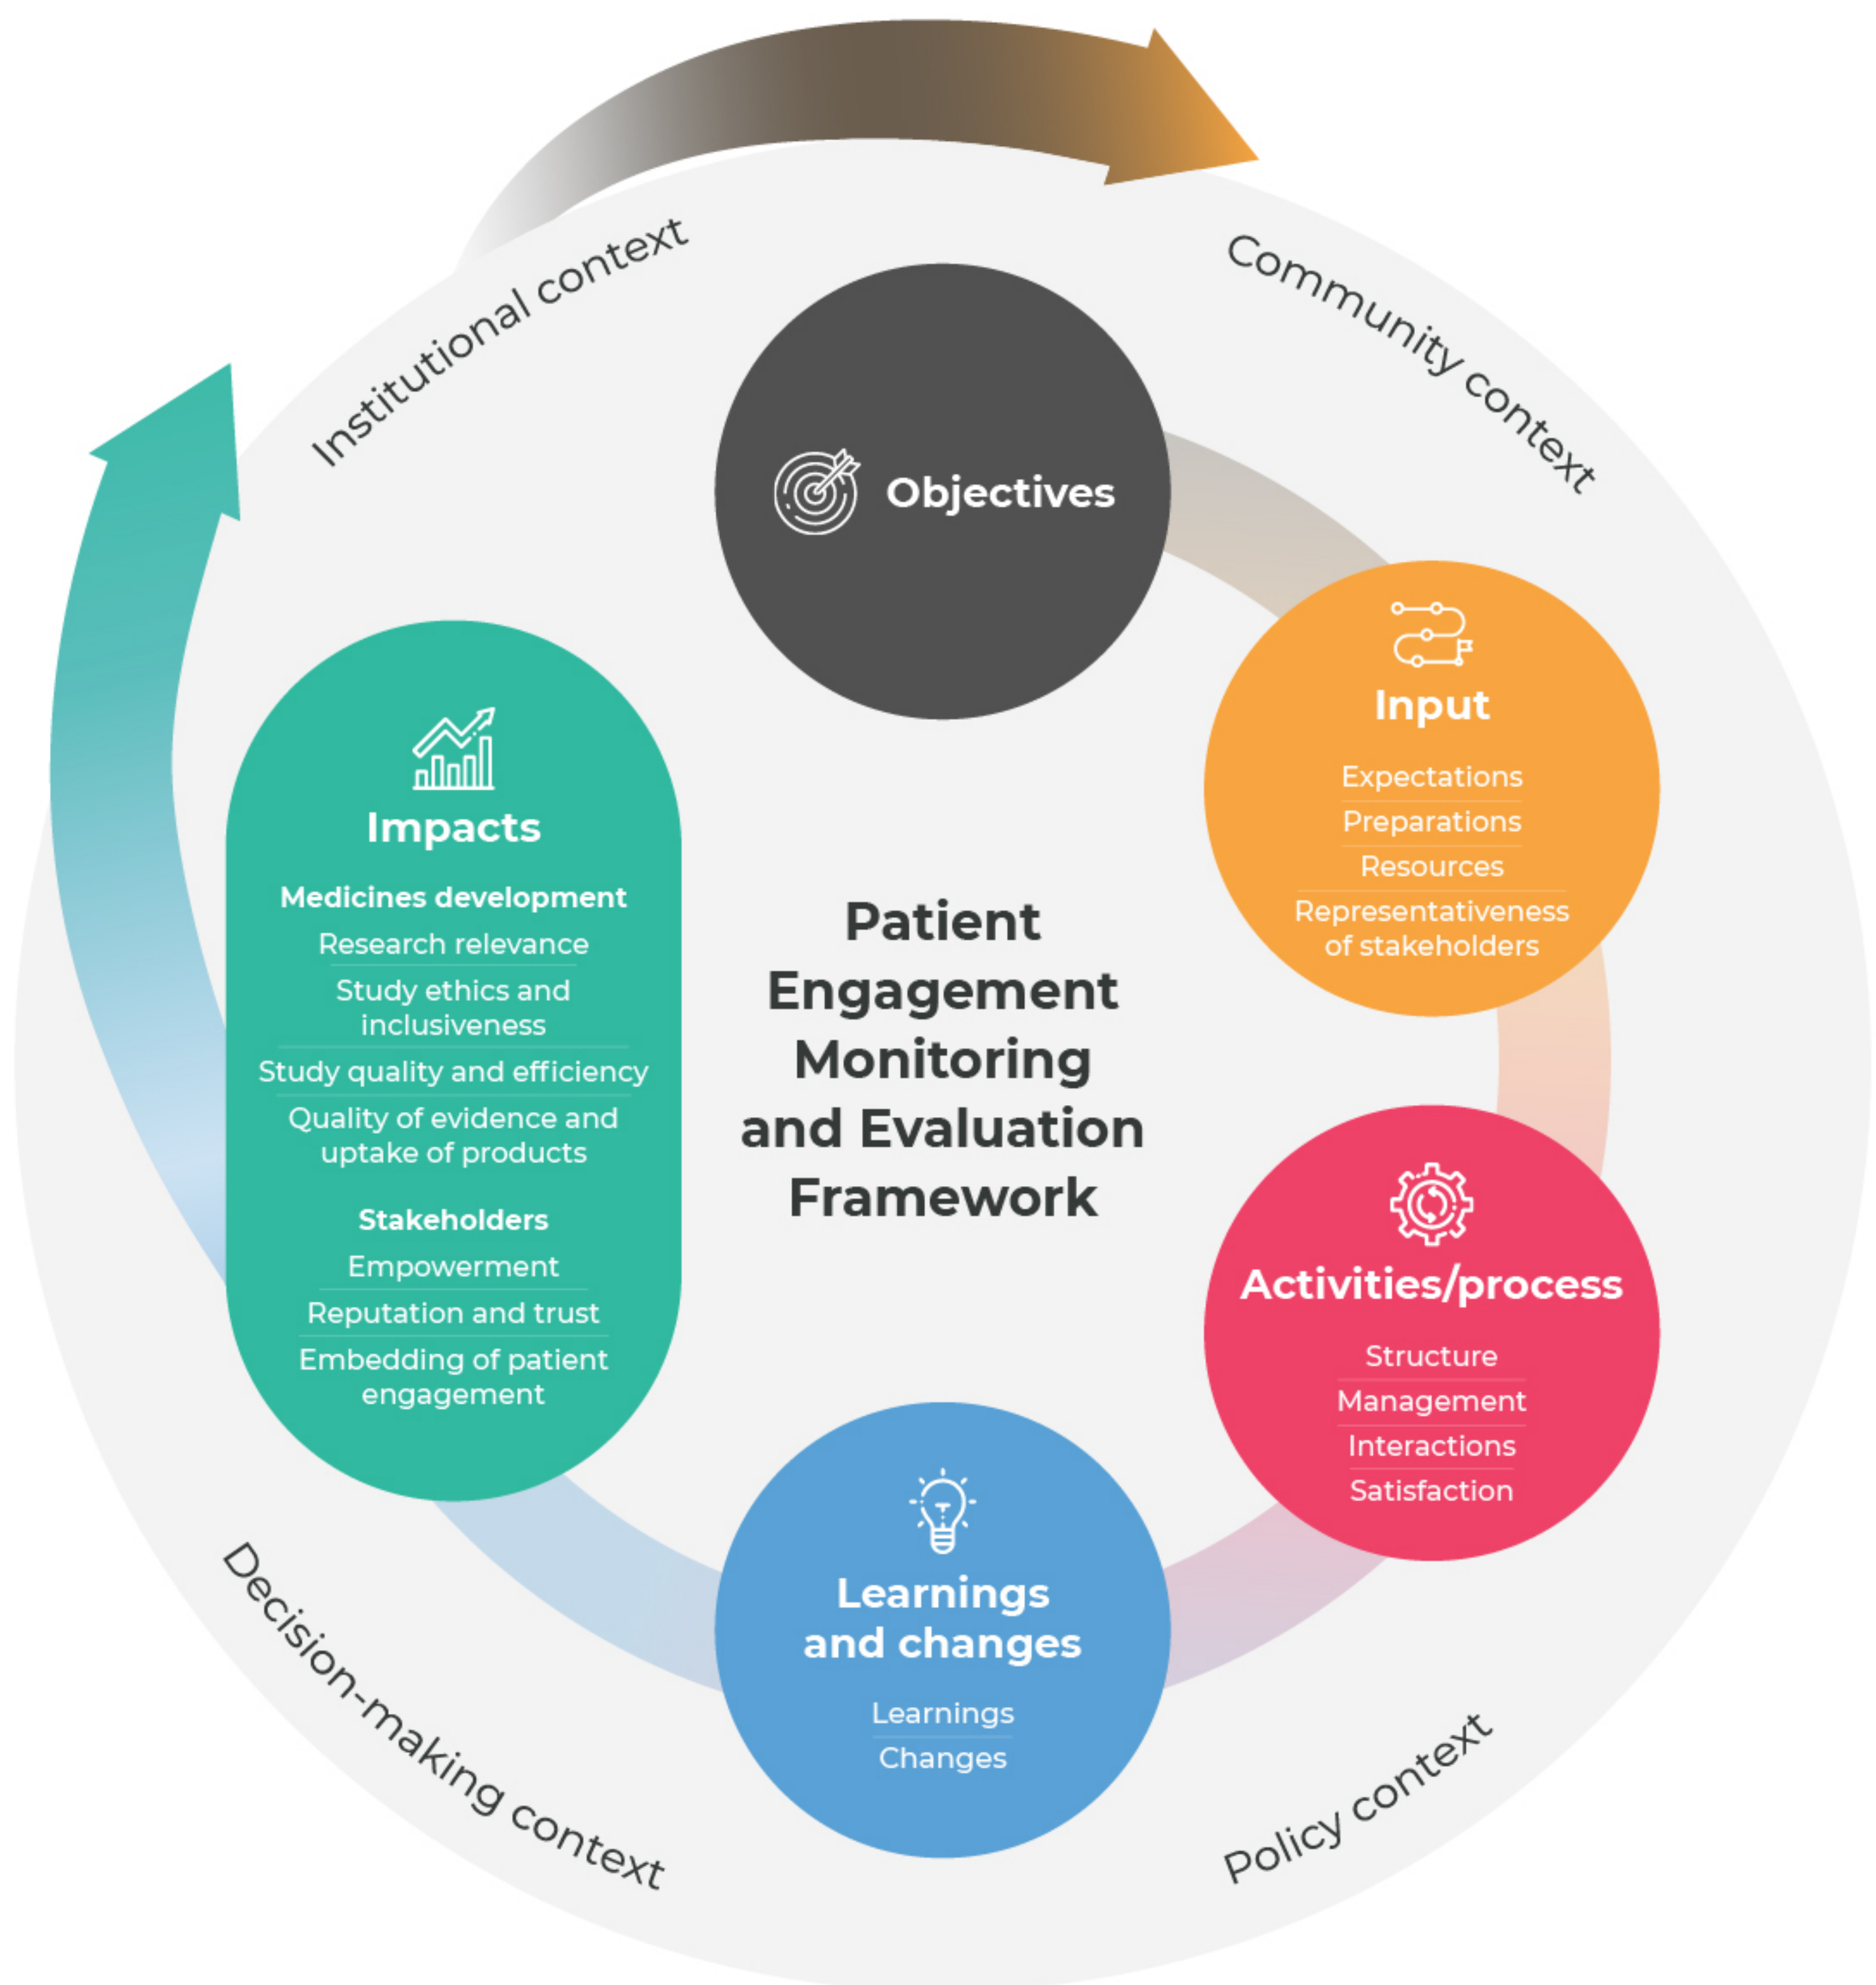 Institutional context
Community context
Objectives
Input
Expectations
Preparations
Resources
Representativeness
of stakeholders
Impacts
Medicines development
Research relevance
Study ethics and
inclusiveness
Study quality and efficiency
Quality of evidence and
uptake of products
Stakeholders
Empowerment
Reputation and trust
Embedding of patient
engagement
Patient
Engagement
Monitoring
and Evaluation
Framework
Activities/process
Structure
Management
Interactions
Satisfaction
Learnings
and changes
Learnings
Changes
Decision-making context
Policy context